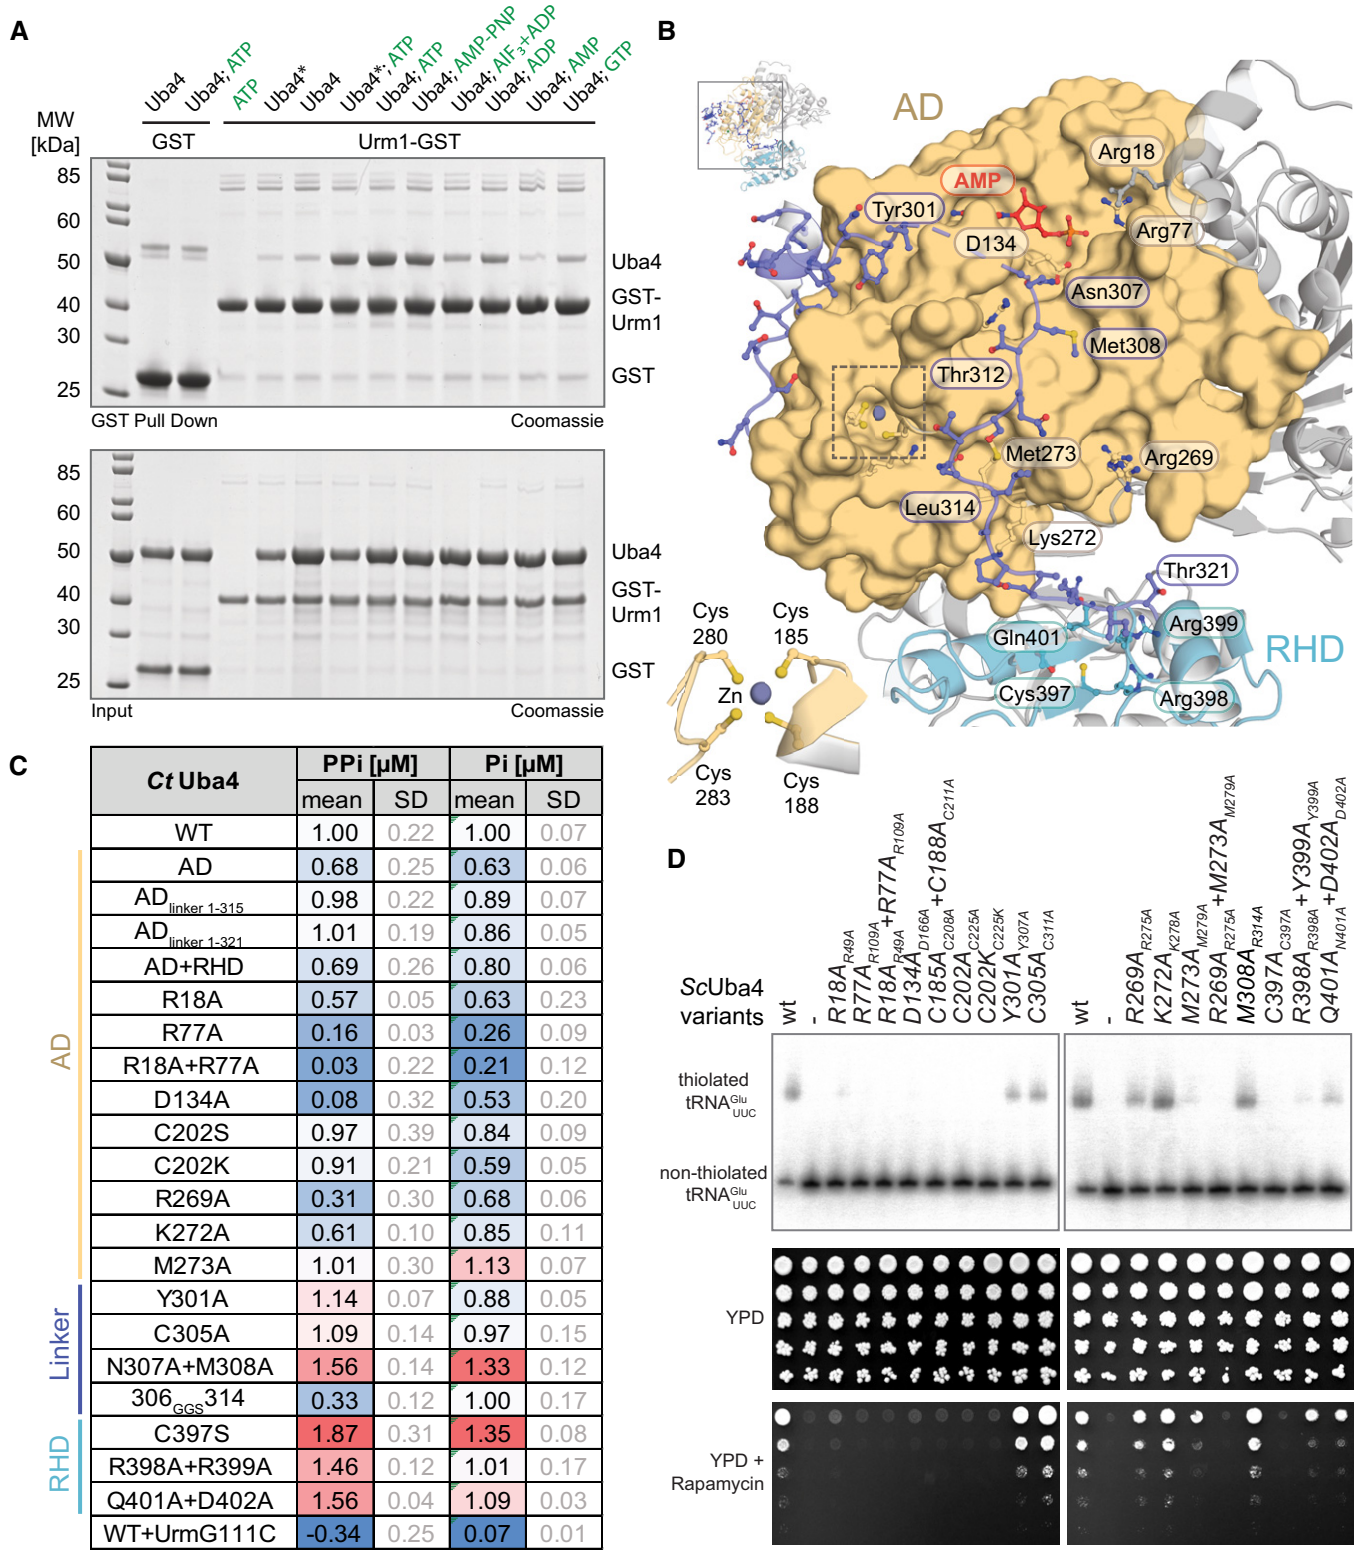 A
Uba4
Uba4; ATP
ATP
Uba4*
Uba4
Uba4*; ATP
Uba4; ATP
Uba4; AMP-PNP
Uba4; AlF3+ADP
Uba4; ADP
Uba4; AMP
Uba4; GTP
MW
[kDa]
GST
Urm1-GST
85
60
50
40
30
25
Uba4
GST-
Urm1
GST
GST Pull Down
Coomassie
85
60
50
40
30
25
Uba4
GST-
Urm1
GST
Input
Coomassie
B
AD
Arg18
AMP
Tyr301
Arg77
D134
Asn307
Met308
Thr312
Met273
Arg269
Leu314
Lys272
Thr321
Gln401
Arg399
RHD
Cys397
Arg398
Cys
280
Cys
185
Zn
Cys
283
Cys
188
C
Ct Uba4 PPi [µM] Pi [µM]
mean SD mean SD
WT 1.00 0.22 1.00 0.07
AD 0.68 0.25 0.63 0.06
ADlinker 1-315 0.98 0.22 0.89 0.07
ADlinker 1-321 1.01 0.19 0.86 0.05
AD+RHD 0.69 0.26 0.80 0.06
R18A 0.57 0.05 0.63 0.23
R77A 0.16 0.03 0.26 0.09
R18A+R77A 0.03 0.22 0.21 0.12
D134A 0.08 0.32 0.53 0.20
C202S 0.97 0.39 0.84 0.09
C202K 0.91 0.21 0.59 0.05
R269A 0.31 0.30 0.68 0.06
K272A 0.61 0.10 0.85 0.11
M273A 1.01 0.30 1.13 0.07
Y301A 1.14 0.07 0.88 0.05
C305A 1.09 0.14 0.97 0.15
N307A+M308A 1.56 0.14 1.33 0.12
306GGS314 0.33 0.12 1.00 0.17
C397S 1.87 0.31 1.35 0.08
R398A+R399A 1.46 0.12 1.01 0.17
Q401A+D402A 1.56 0.04 1.09 0.03
WT+UrmG111C -0.34 0.25 0.07 0.01
AD
Linker
RHD
D
ScUba4
variants
wt
-
R18AR49A
R77AR109A
R18AR49A+R77AR109A
D134AD166A
C185AC208A+C188AC211A
C202AC225A
C202KC225K
Y301AY307A
C305AC311A
wt
-
R269AR275A
K272AK278A
M273AM279A
R269AR275A+M273AM279A
M308AR314A
C397AC397A
R398AR398A+Y399AY399A
Q401AN401A+D402AD402A
thiolated
tRNAGluUUC
non-thiolated
tRNAGluUUC
YPD
YPD +
Rapamycin